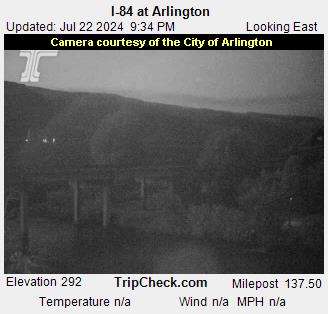 I-84 at Arlington
Updated: Jul 22 2024 9:34 PM Looking East
Camera courtesy of the City of Arlington
Elevation 292 TripCheck.com Milepost 137.50
Temperature n/a Wind n/a MPH n/a